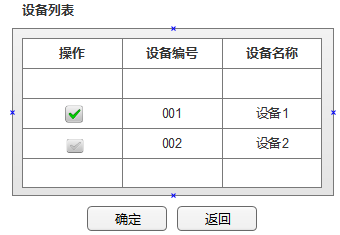 设备列表
操作 设备编号 设备名称
001 设备1
002 设备2
确定 返回